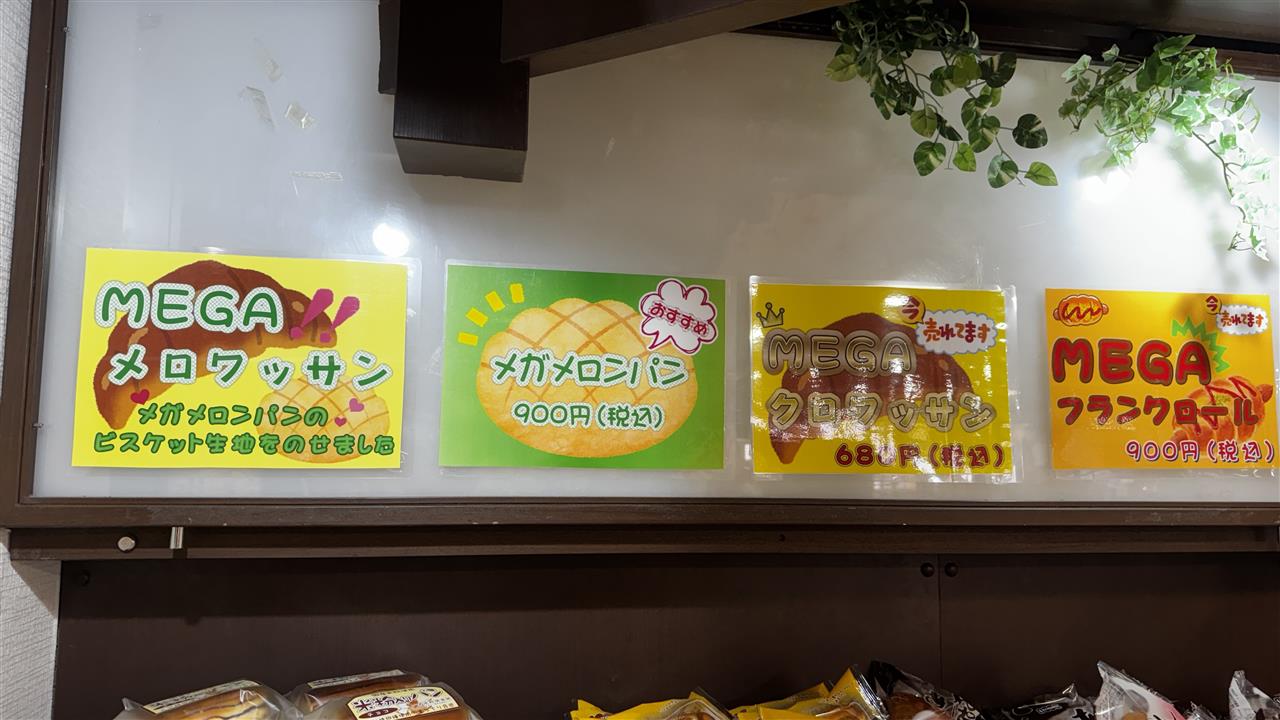 MEGA!!
メロワッサン
メガメロンパンの
ビスケット生地をのせました
おすすめ
メガメロンパン
900円(税込)
今、売れてます
MEGA
クロワッサン
680円(税込)
今、売れてます
MEGA
フランクロール
900円(税込)